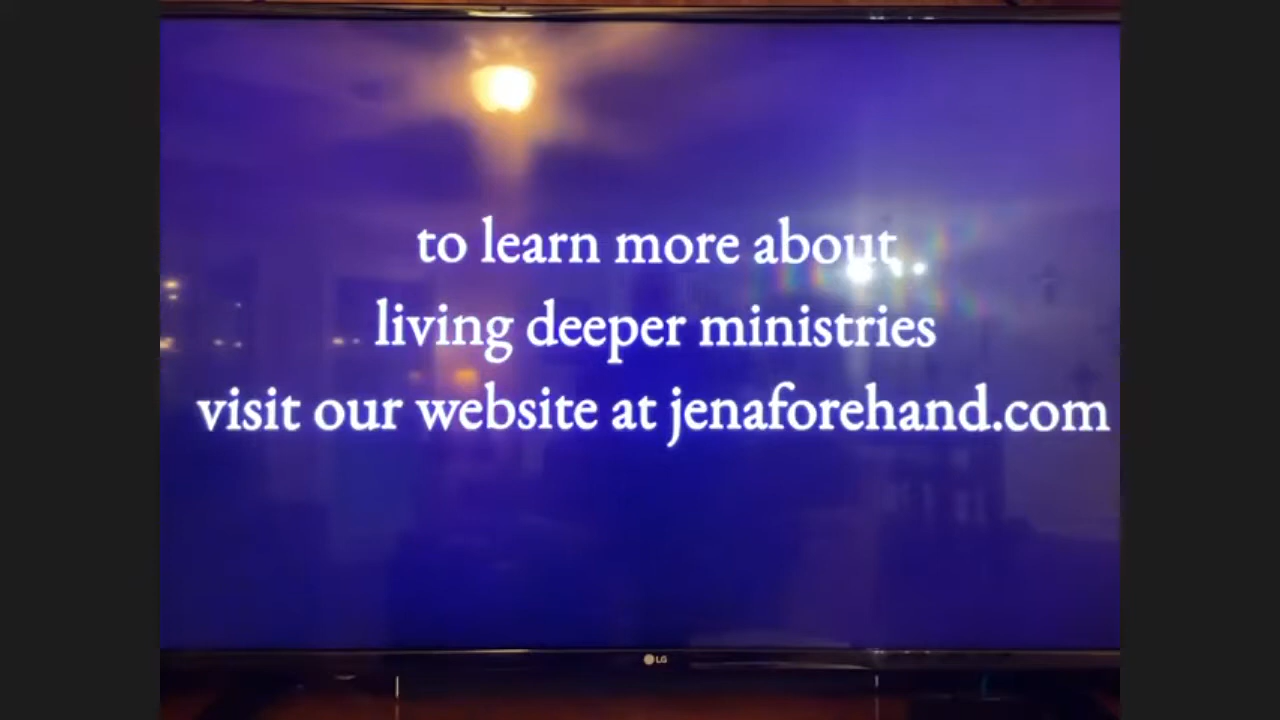 to learn more about
living deeper ministries
visit our website at jenaforehand.com
LG